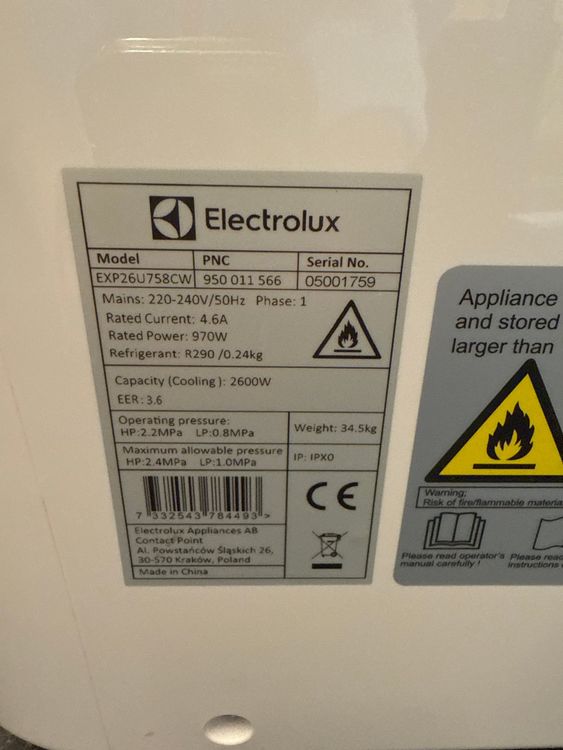 Electrolux
Model PNC Serial No.
EXP26U758CW 950 011 566 05001759
Mains: 220-240V/50Hz Phase: 1
Rated Current: 4.6A
Rated Power: 970W
Refrigerant: R290 /0.24kg
Capacity (Cooling): 2600W
EER: 3.6
Operating pressure:
HP:2.2MPa LP:0.8MPa
Weight: 34.5kg
Maximum allowable pressure
HP:2.4MPa LP:1.0MPa
IP: IPX0
7 332543 784493 >
CE
Electrolux Appliances AB
Contact Point
Al. Powstańców Śląskich 26,
30-570 Kraków, Poland
Made in China
Appliance
and stored
larger than
Warning;
Risk of fire/flammable materia
Please read operator's
manual carefully !
Please read
instructions